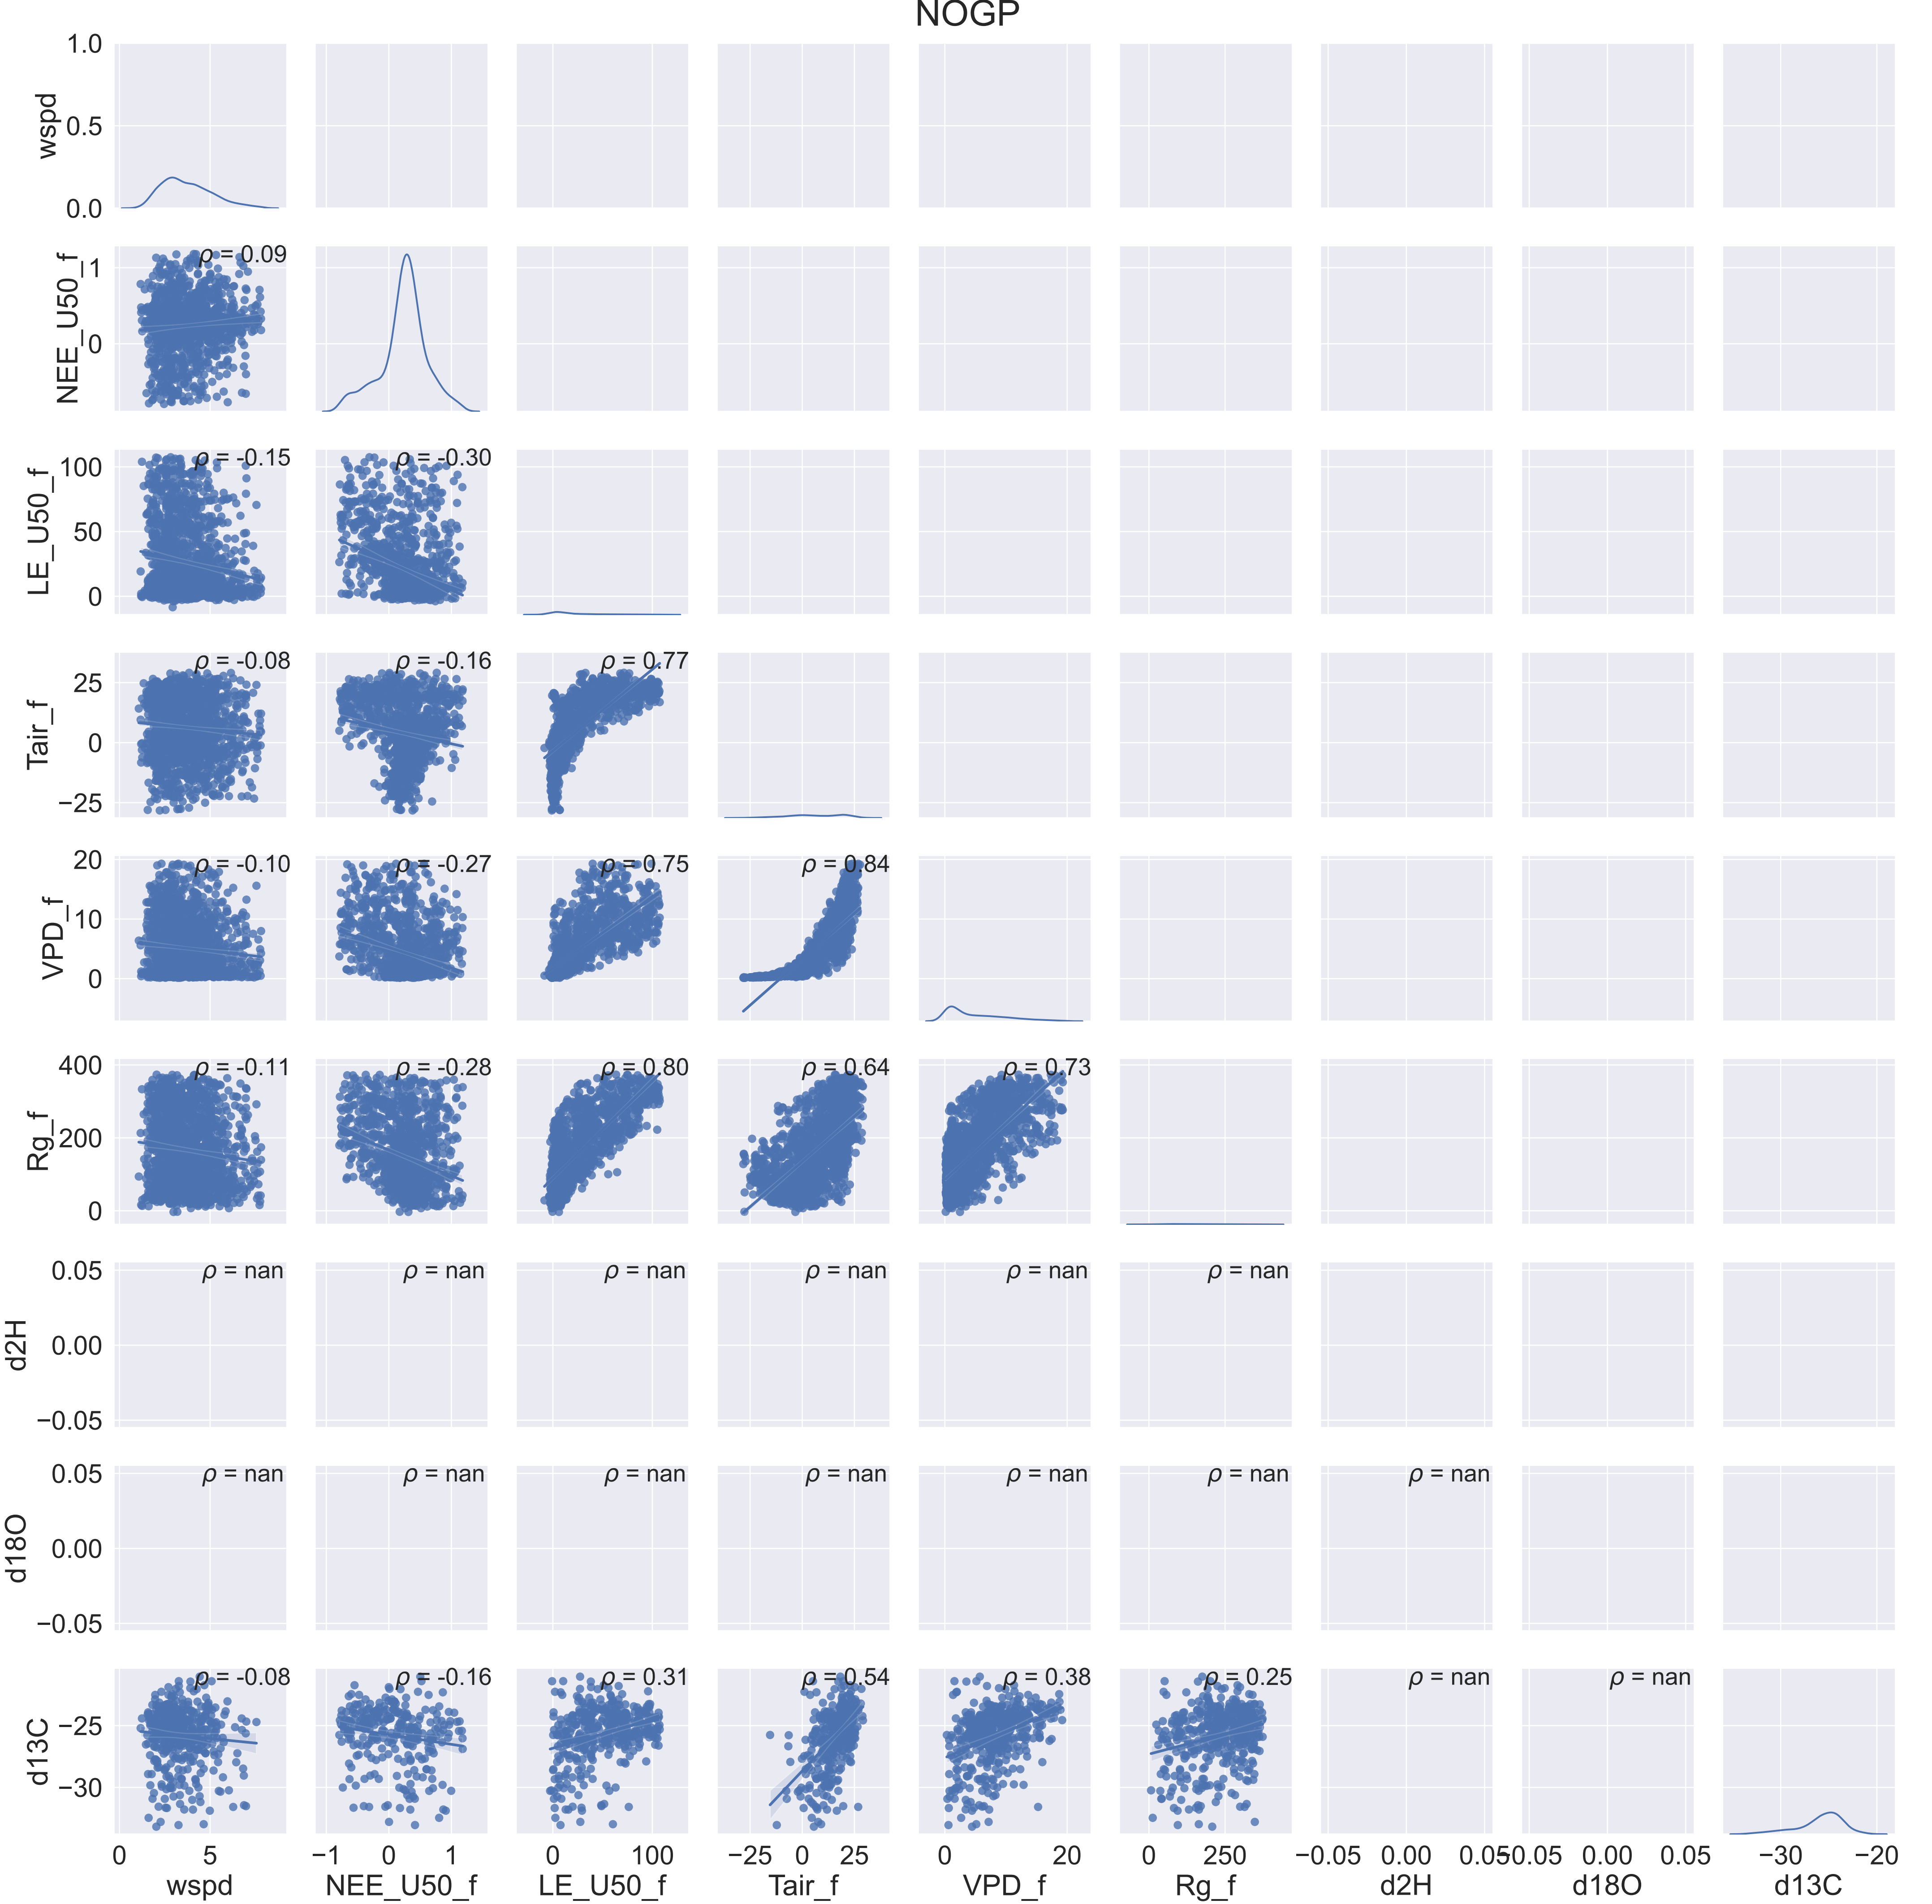 NOGP
1.0
wspd
0.5
0.0
ρ = 0.09
1
NEE_U50_f
0
ρ = -0.15
ρ = -0.30
100
LE_U50_f
50
0
ρ = -0.08
ρ = -0.16
ρ = 0.77
25
Tair_f
0
−25
ρ = -0.10
ρ = -0.27
ρ = 0.75
ρ = 0.84
20
VPD_f
10
0
ρ = -0.11
ρ = -0.28
ρ = 0.80
ρ = 0.64
ρ = 0.73
400
Rg_f
200
0
ρ = nan
ρ = nan
ρ = nan
ρ = nan
ρ = nan
ρ = nan
0.05
d2H
0.00
−0.05
ρ = nan
ρ = nan
ρ = nan
ρ = nan
ρ = nan
ρ = nan
ρ = nan
0.05
d18O
0.00
−0.05
ρ = -0.08
ρ = -0.16
ρ = 0.31
ρ = 0.54
ρ = 0.38
ρ = 0.25
ρ = nan
ρ = nan
−25
d13C
−30
0 5
−1 0 1
0 100
−25 0 25
0 20
0 250
−0.05 0.00 0.05
−0.05 0.00 0.05
−30 −20
wspd
NEE_U50_f
LE_U50_f
Tair_f
VPD_f
Rg_f
d2H
d18O
d13C